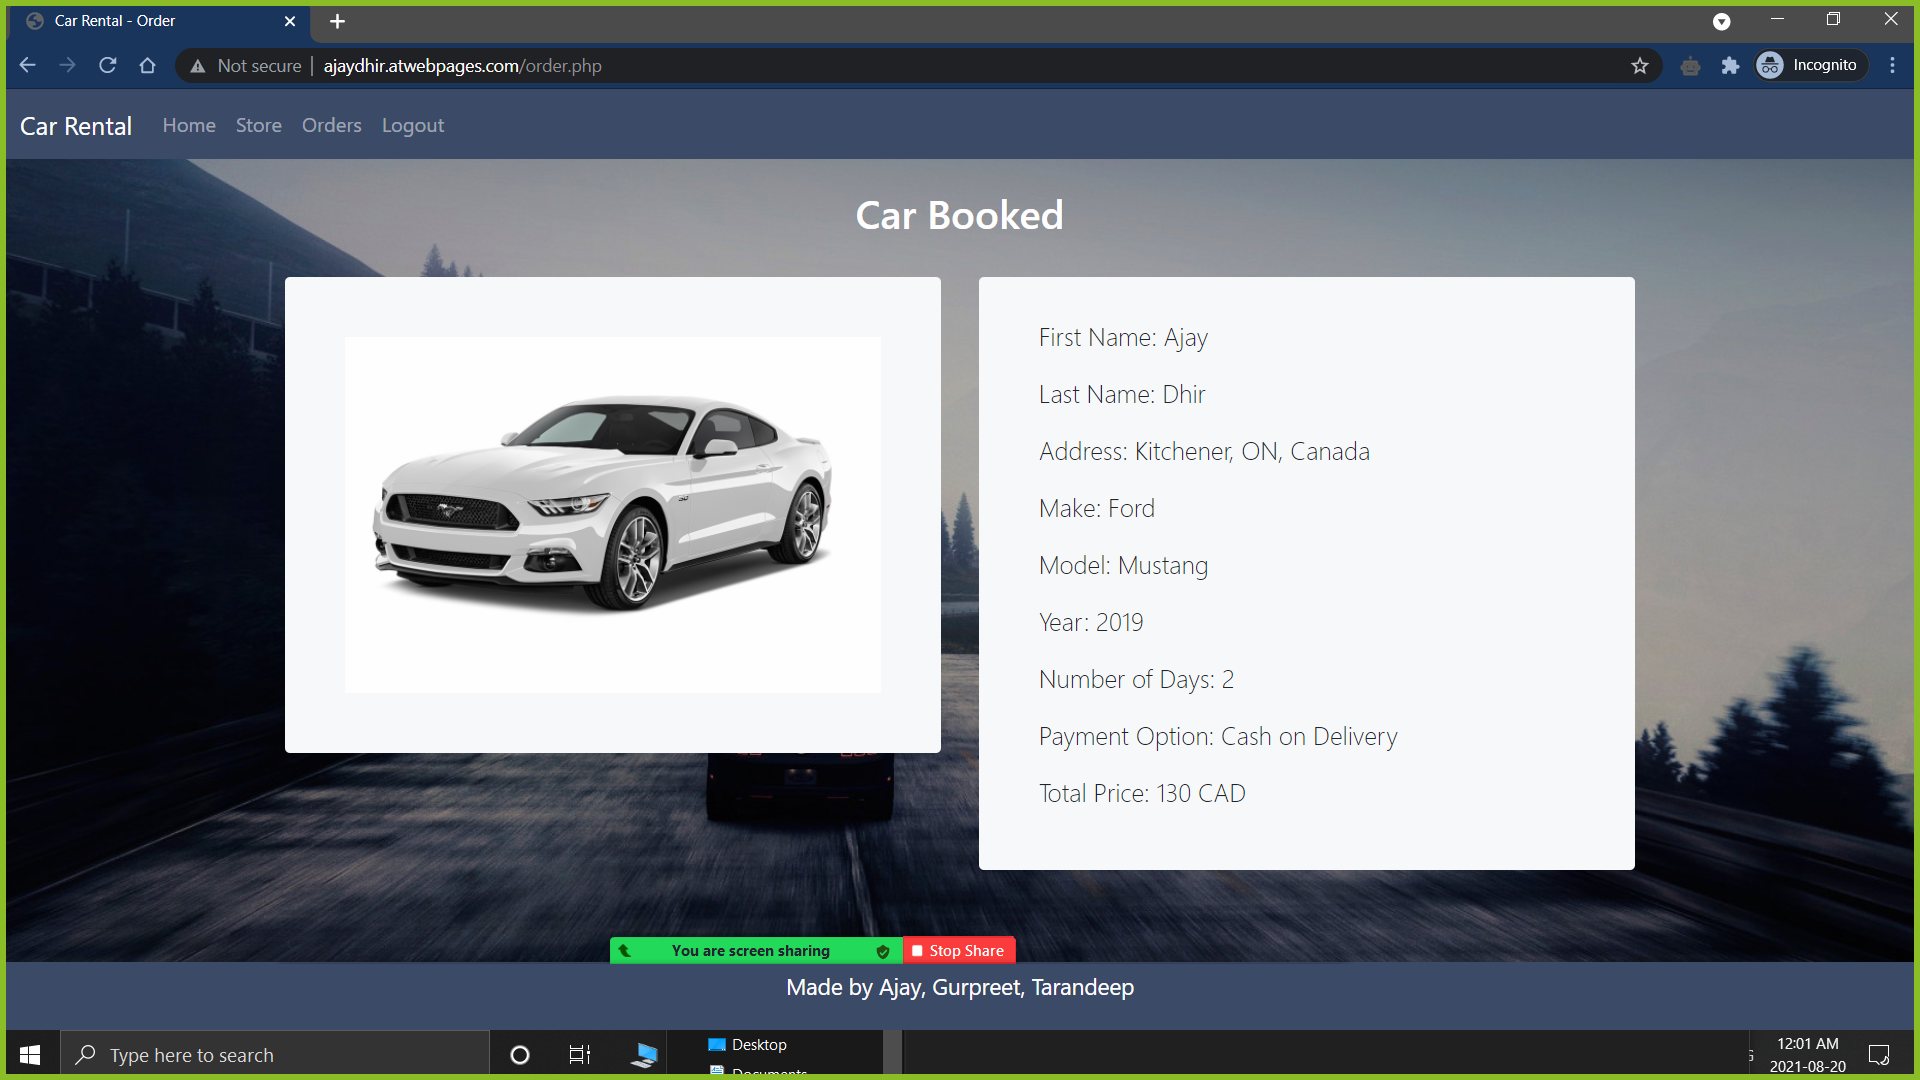 Car Rental - Order
Not secure
ajaydhir.atwebpages.com/order.php
Incognito
Car Rental
Home
Store
Orders
Logout
Car Booked
First Name: Ajay
Last Name: Dhir
Address: Kitchener, ON, Canada
Make: Ford
Model: Mustang
Year: 2019
Number of Days: 2
Payment Option: Cash on Delivery
Total Price: 130 CAD
You are screen sharing
Stop Share
Made by Ajay, Gurpreet, Tarandeep
Type here to search
Desktop
Documents
12:01 AM
2021-08-20